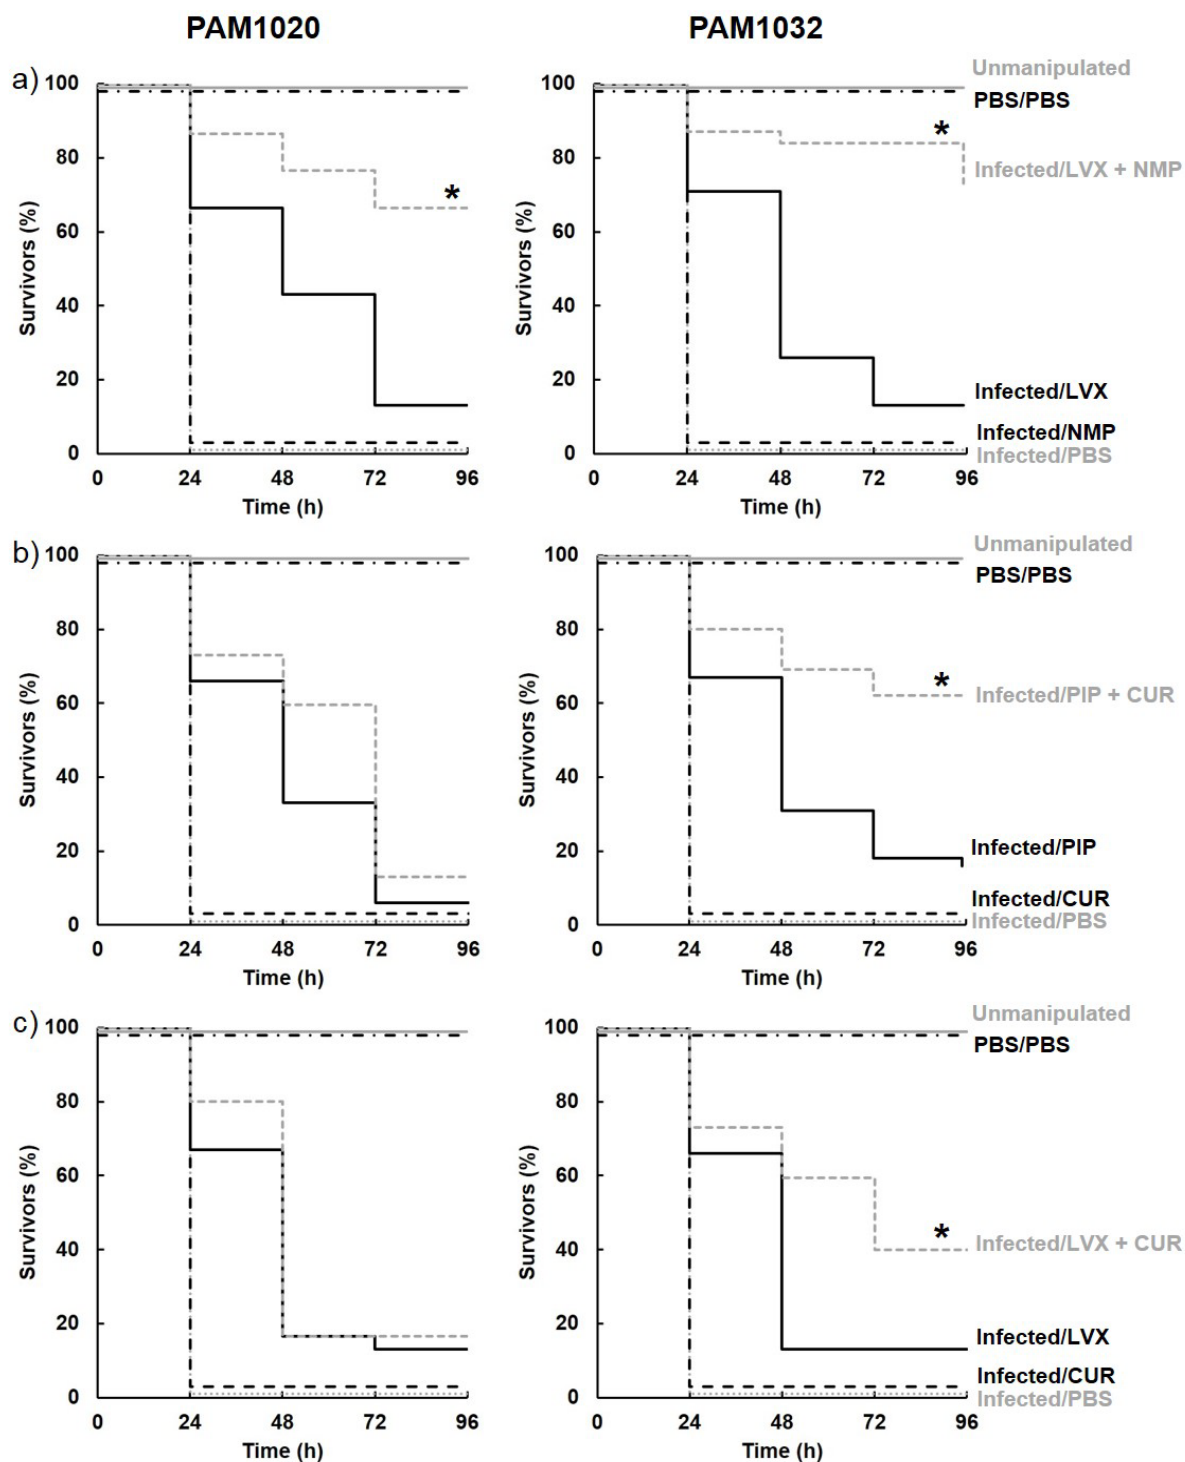 PAM1020 PAM1032
a)
100
80
60
40
20
0
Survivors (%)
*
0 24 48 72 96
Time (h)
100
80
60
40
20
0
Survivors (%)
*
0 24 48 72 96
Time (h)
Unmanipulated
PBS/PBS
Infected/LVX + NMP
Infected/LVX
Infected/NMP
Infected/PBS
b)
100
80
60
40
20
0
Survivors (%)
0 24 48 72 96
Time (h)
100
80
60
40
20
0
Survivors (%)
*
0 24 48 72 96
Time (h)
Unmanipulated
PBS/PBS
Infected/PIP + CUR
Infected/PIP
Infected/CUR
Infected/PBS
c)
100
80
60
40
20
0
Survivors (%)
0 24 48 72 96
Time (h)
100
80
60
40
20
0
Survivors (%)
*
0 24 48 72 96
Time (h)
Unmanipulated
PBS/PBS
Infected/LVX + CUR
Infected/LVX
Infected/CUR
Infected/PBS